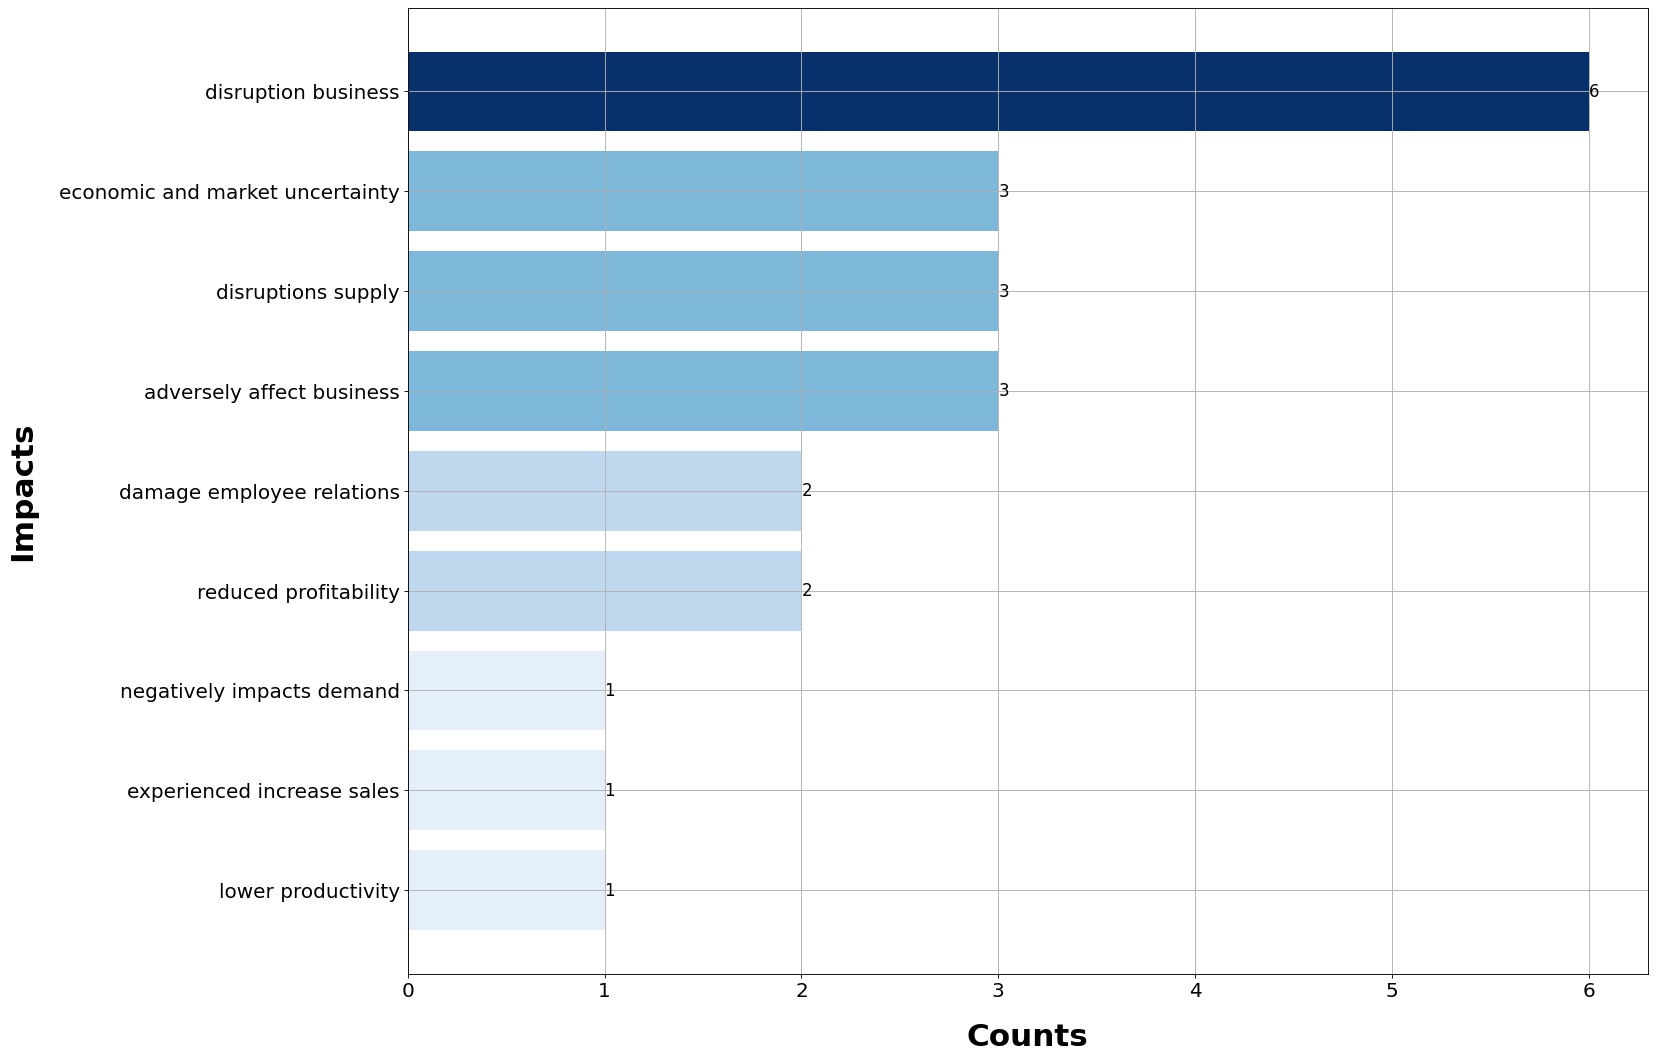 disruption business
6
economic and market uncertainty
3
disruptions supply
3
adversely affect business
3
damage employee relations
2
reduced profitability
2
negatively impacts demand
1
experienced increase sales
1
lower productivity
1
Impacts
0 1 2 3 4 5 6
Counts